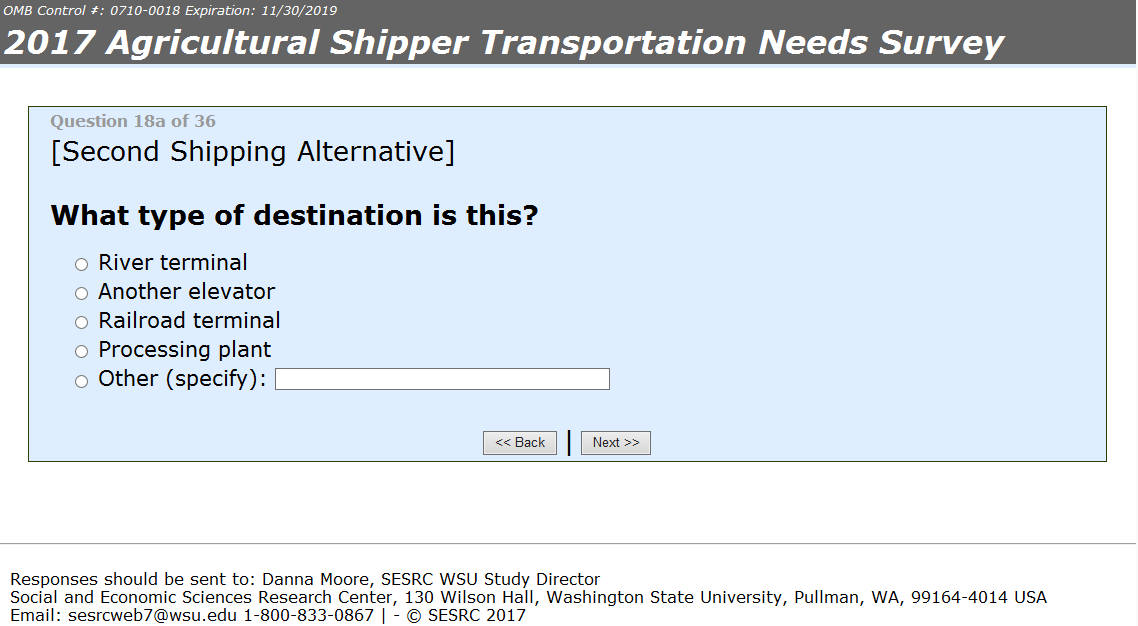 OMB Control #: 0710-0018 Expiration: 11/30/2019
2017 Agricultural Shipper Transportation Needs Survey
Question 18a of 36
[Second Shipping Alternative]
What type of destination is this?
River terminal
Another elevator
Railroad terminal
Processing plant
Other (specify):
<< Back | Next >>
Responses should be sent to: Danna Moore, SESRC WSU Study Director
Social and Economic Sciences Research Center, 130 Wilson Hall, Washington State University, Pullman, WA, 99164-4014 USA
Email: sesrcweb7@wsu.edu 1-800-833-0867 | - © SESRC 2017